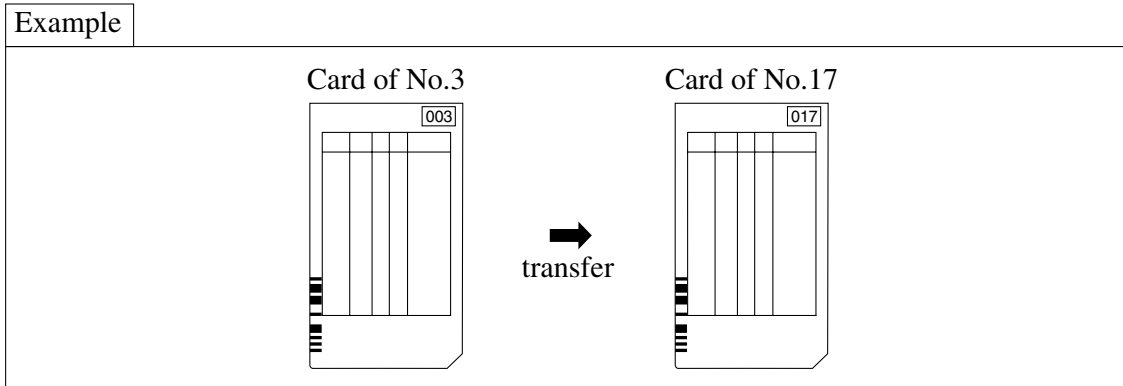 Example
Card of No.3
Card of No.17
003
017
transfer